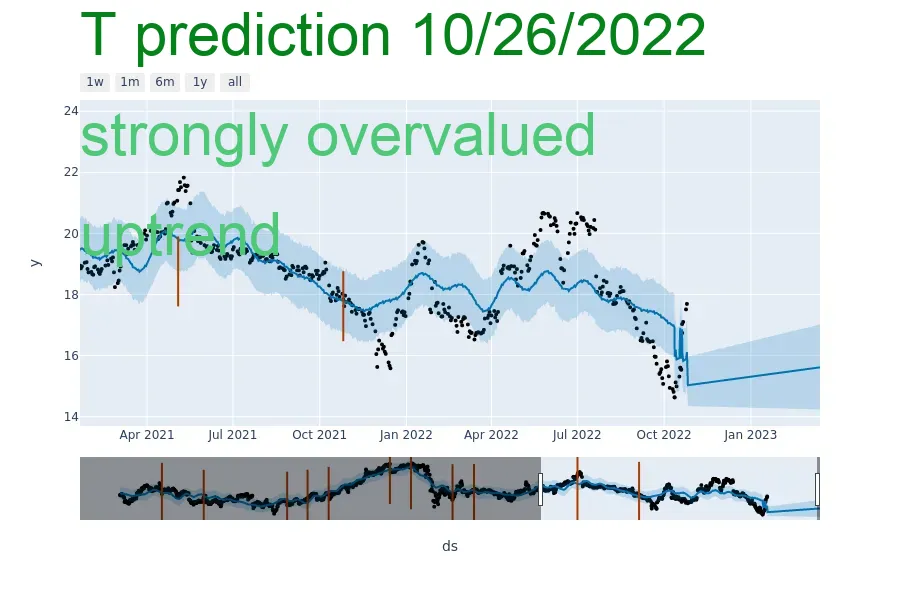 T prediction 10/26/2022
1w 1m 6m 1y all
24
strongly overvalued
22
20
uptrend
y
18
16
14
Apr 2021 Jul 2021 Oct 2021 Jan 2022 Apr 2022 Jul 2022 Oct 2022 Jan 2023
ds